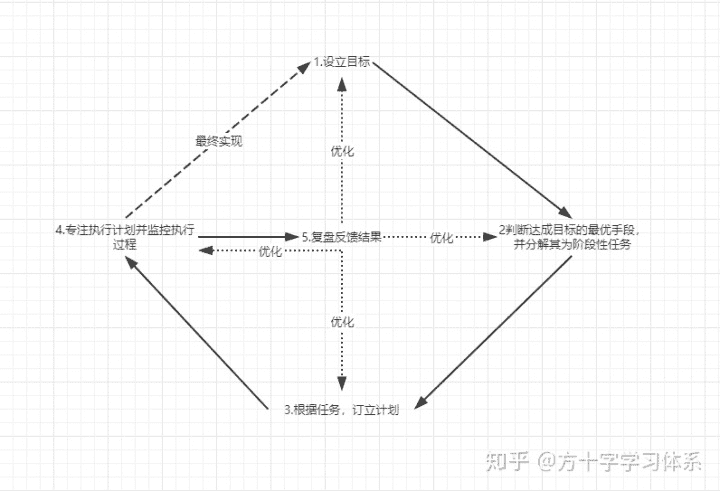 1.设立目标
最终实现
优化
4.专注执行计划并监控执行
过程
5.复盘反馈结果
优化
2判断达成目标的最优手段，
并分解其为阶段性任务
优化
优化
3.根据任务，订立计划
知乎 @方十字学习体系